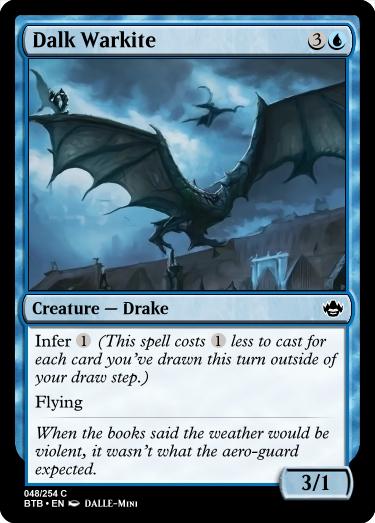 Dalk Warkite 3
Creature — Drake
Infer 1 (This spell costs 1 less to cast for
each card you've drawn this turn outside of
your draw step.)
Flying
When the books said the weather would be
violent, it wasn't what the aero-guard
expected.
3/1
048/254 C
BTB • EN DALLE-Mini